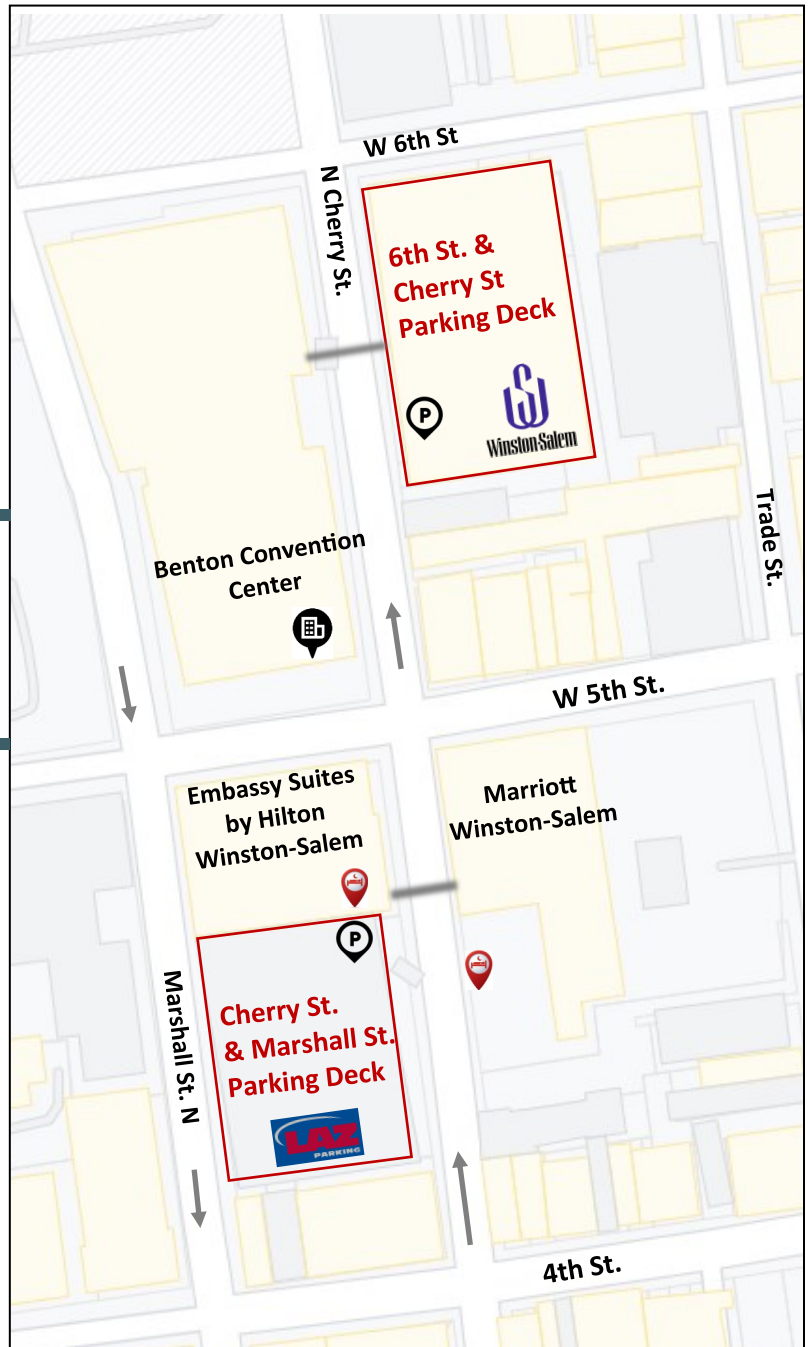 W 6th St
N Cherry St.
6th St. &
Cherry St
Parking Deck
P
Winston-Salem
Benton Convention
Center
Trade St.
W 5th St.
Embassy Suites
by Hilton
Winston-Salem
Marriott
Winston-Salem
P
Marshall St. N
Cherry St.
& Marshall St.
Parking Deck
LAZ
PARKING
4th St.